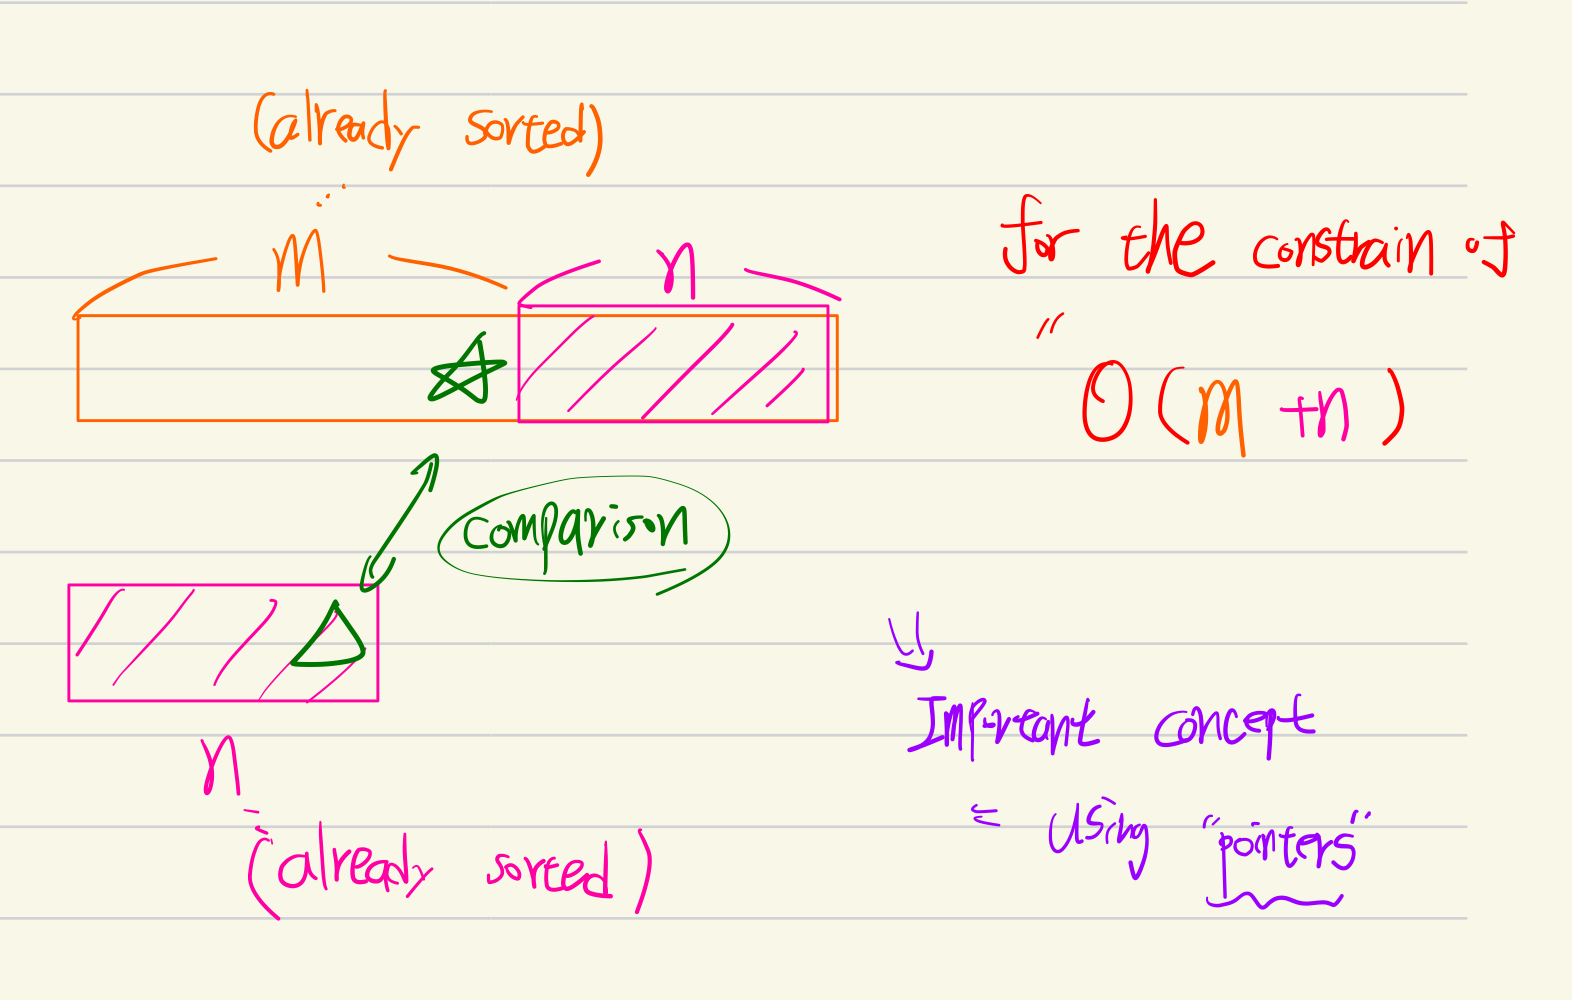 (already sorted)
m
n
for the constrain of
"
O(m+n)
comparison
n
(already sorted)
Important concept
= using "pointers"